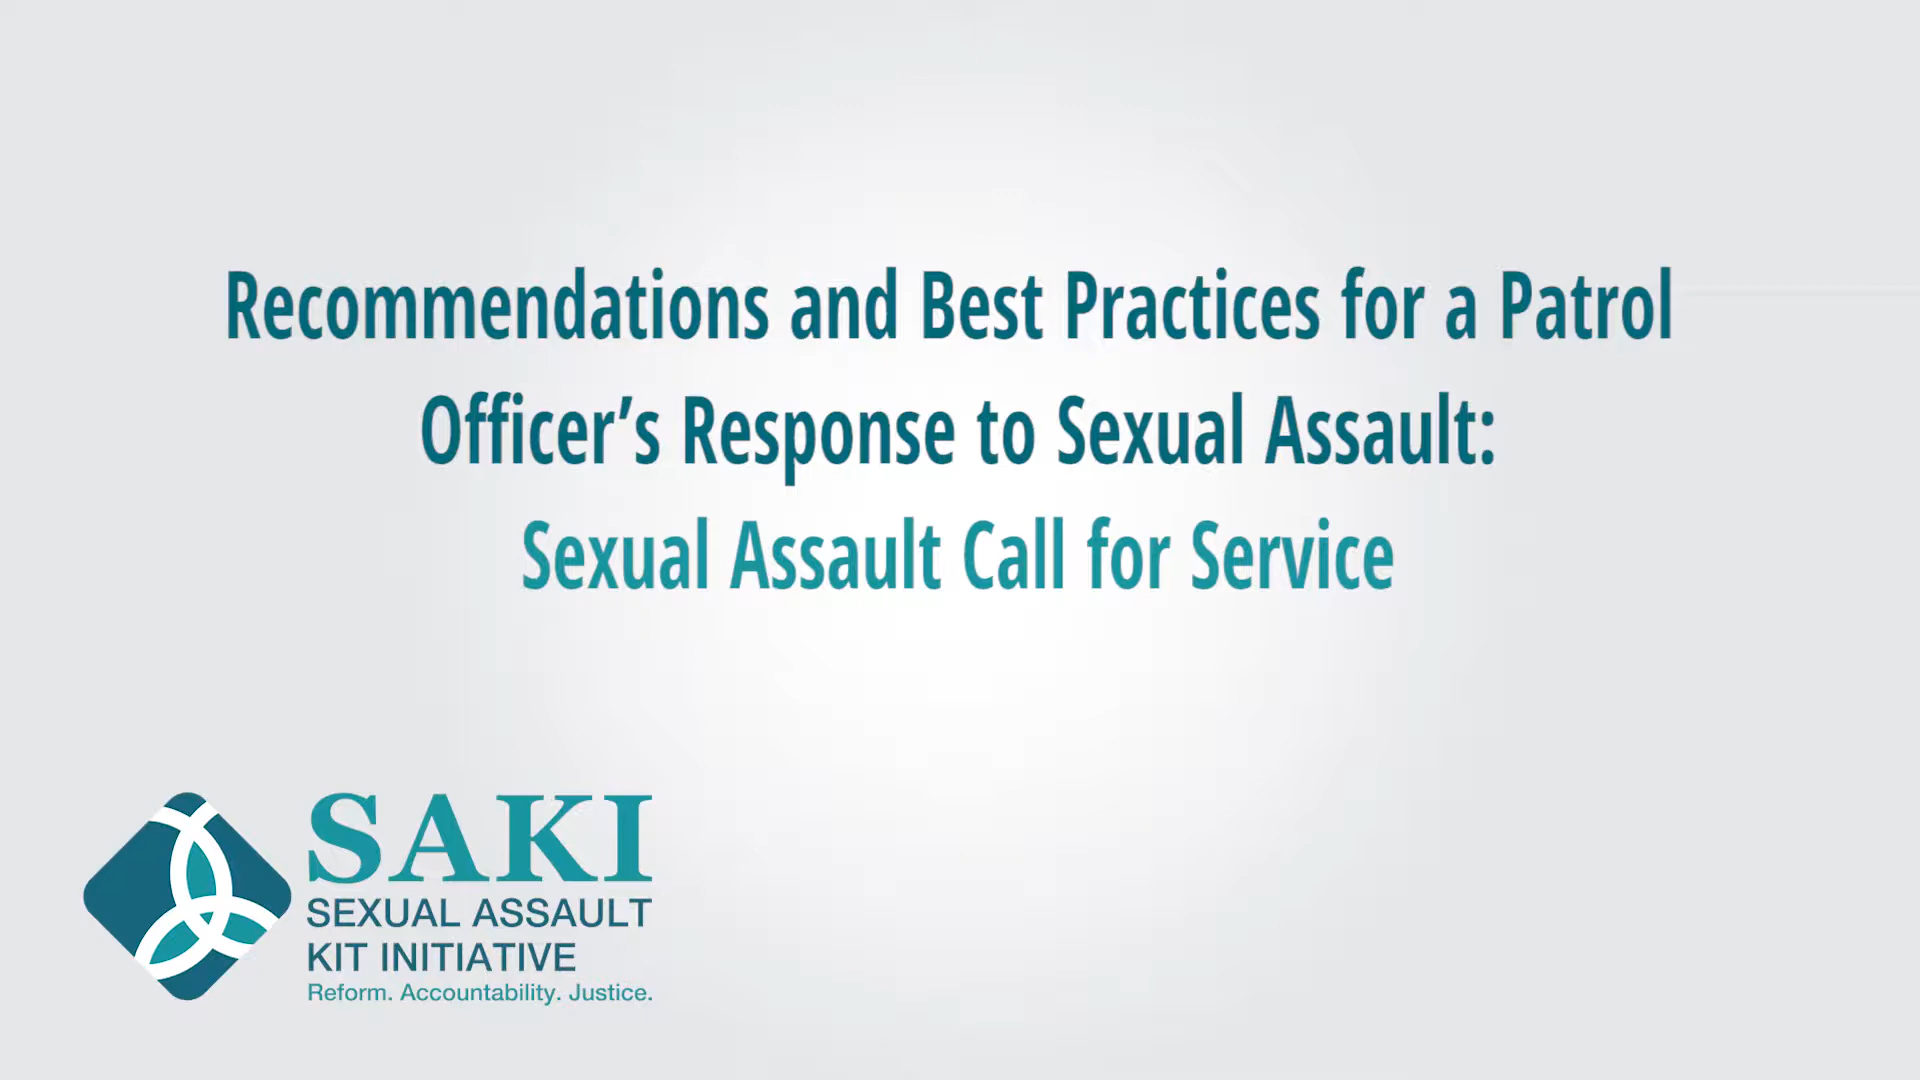 Recommendations and Best Practices for a Patrol
Officer’s Response to Sexual Assault:
Sexual Assault Call for Service
SAKI
SEXUAL ASSAULT
KIT INITIATIVE
Reform. Accountability. Justice.